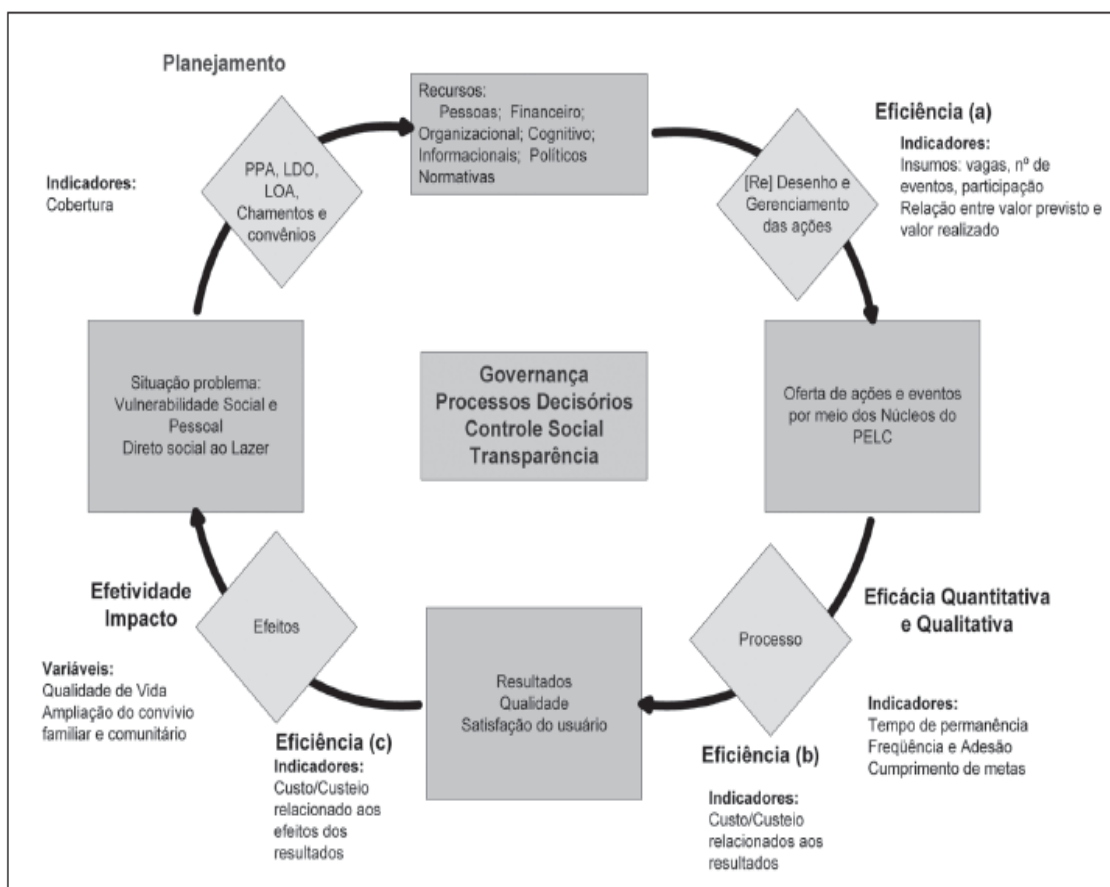 Planejamento
Indicadores:
Cobertura
PPA, LDO,
LOA,
Chamentos e
convênios
Recursos:
Pessoas; Financeiro;
Organizacional; Cognitivo;
Informacionais; Políticos
Normativas
[Re] Desenho e
Gerenciamento
das ações
Eficiência (a)
Indicadores:
Insumos: vagas, nº de
eventos, participação
Relação entre valor previsto e
valor realizado
Situação problema:
Vulnerabilidade Social e
Pessoal
Direto social ao Lazer
Governança
Processos Decisórios
Controle Social
Transparência
Oferta de ações e eventos
por meio dos Núcleos do
PELC
Efetividade
Impacto
Variáveis:
Qualidade de Vida
Ampliação do convívio
familiar e comunitário
Efeitos
Eficiência (c)
Indicadores:
Custo/Custeio
relacionado aos
efeitos dos
resultados
Resultados
Qualidade
Satisfação do usuário
Processo
Eficiência (b)
Indicadores:
Custo/Custeio
relacionados aos
resultados
Eficácia Quantitativa
e Qualitativa
Indicadores:
Tempo de permanência
Freqüência e Adesão
Cumprimento de metas